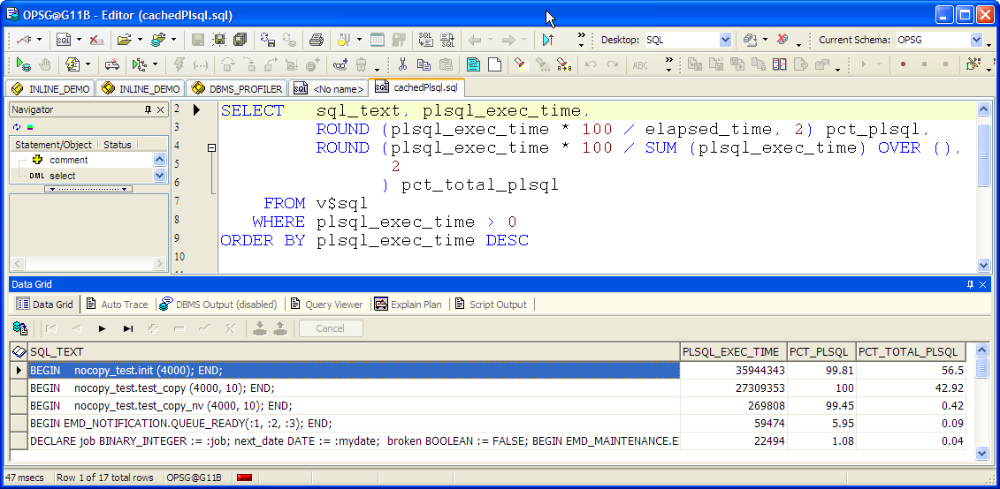 OPSG@G11B - Editor (cachedPlsql.sql)
SQL Desktop: SQL Current Schema: OPSG
ABC
INLINE_DEMO INLINE_DEMO DBMS_PROFILER <No name> cachedPlsql.sql
Navigator
Statement/Object Status
comment
DML select
2 SELECT sql_text, plsql_exec_time,
3 ROUND (plsql_exec_time * 100 / elapsed_time, 2) pct_plsql,
4 ROUND (plsql_exec_time * 100 / SUM (plsql_exec_time) OVER (),
5 2
6 ) pct_total_plsql
7 FROM v$sql
8 WHERE plsql_exec_time > 0
9 ORDER BY plsql_exec_time DESC
10
Data Grid
Data Grid Auto Trace DBMS Output (disabled) Query Viewer Explain Plan Script Output
Cancel
SQL_TEXT PLSQL_EXEC_TIME PCT_PLSQL PCT_TOTAL_PLSQL
BEGIN nocopy_test.init (4000); END; 35944343 99.81 56.5
BEGIN nocopy_test.test_copy (4000, 10); END; 27309353 100 42.92
BEGIN nocopy_test.test_copy_nv (4000, 10); END; 269808 99.45 0.42
BEGIN EMD_NOTIFICATION.QUEUE_READY(:1, :2, :3); END; 59474 5.95 0.09
DECLARE job BINARY_INTEGER := :job; next_date DATE := :mydate; broken BOOLEAN := FALSE; BEGIN EMD_MAINTENANCE.E 22494 1.08 0.04
47 msecs Row 1 of 17 total rows OPSG@G11B